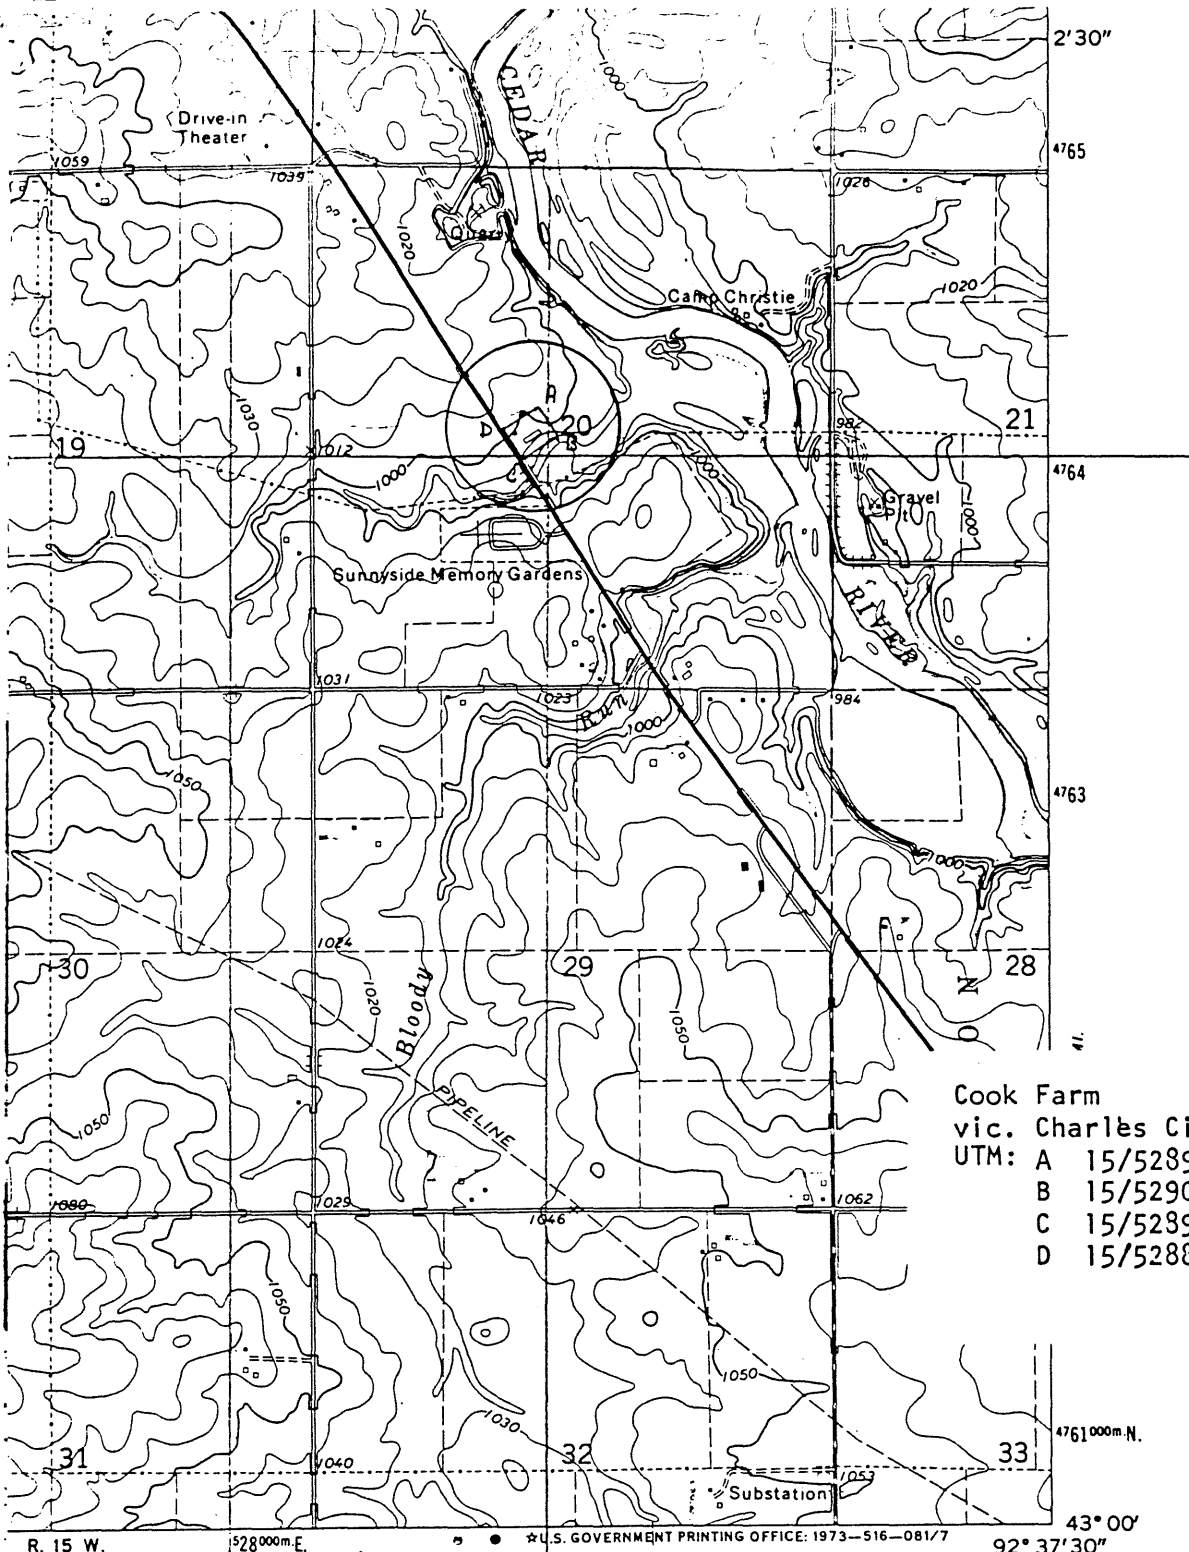 2'30"
CEDAR
1000
Drive-in
Theater
4765
1059
1039
1026
Quarry
1020
Camp Christie
1020
A
1030
D
20
B
21
982
19
1012
1000
C
1000
4764
Gravel
Pit
1000
Sunnyside Memory Gardens
RIVER
1031
1023
Run
1000
984
1050
4763
1000
1024
30
29
28
N
1020
Bloody
1050
O
PIPELINE
Cook Farm
vic. Charles Ci
1050
UTM: A 15/5289
B 15/5290
C 15/5289
D 15/5288
1080
1029
1046
1062
1050
1050
1030
4761000m.N.
31
1040
32
33
1053
Substation
43°00'
R. 15 W.
528000m.E.
☆U.S. GOVERNMENT PRINTING OFFICE: 1973—516—081/7
92°37'30"